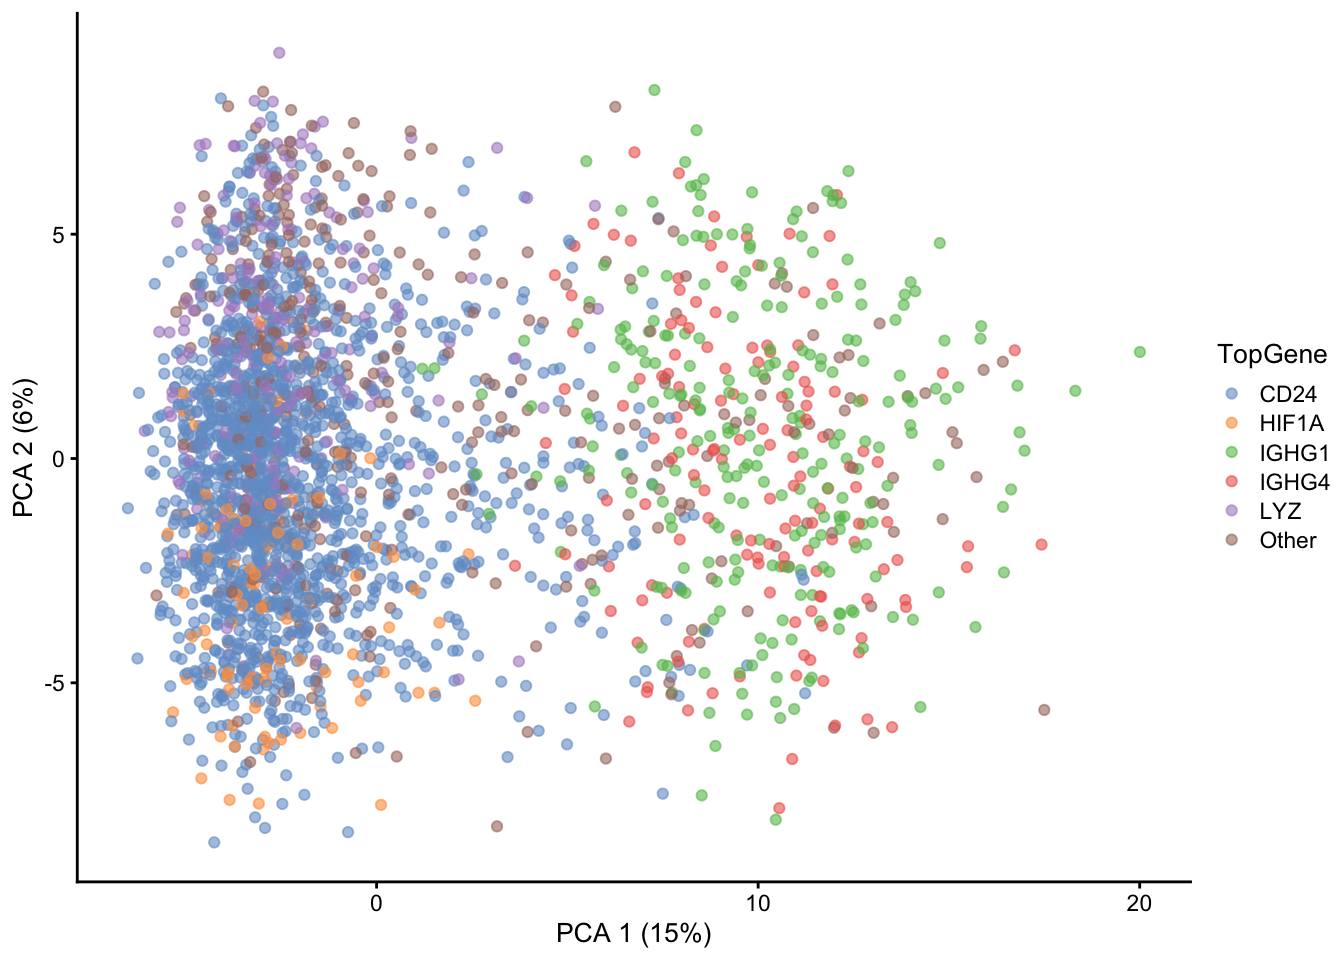 5
0
-5
PCA 2 (6%)
0
10
20
PCA 1 (15%)
TopGene
CD24
HIF1A
IGHG1
IGHG4
LYZ
Other